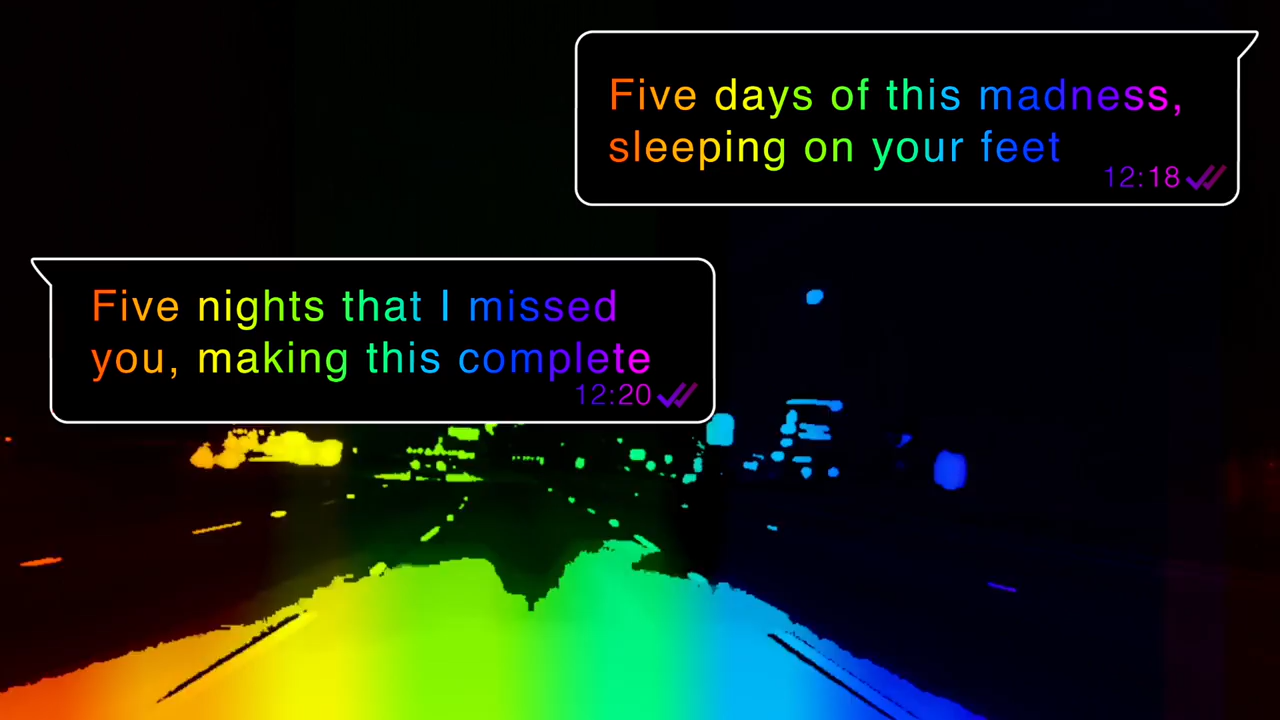 Five days of this madness,
sleeping on your feet
12:18
Five nights that I missed
you, making this complete
12:20